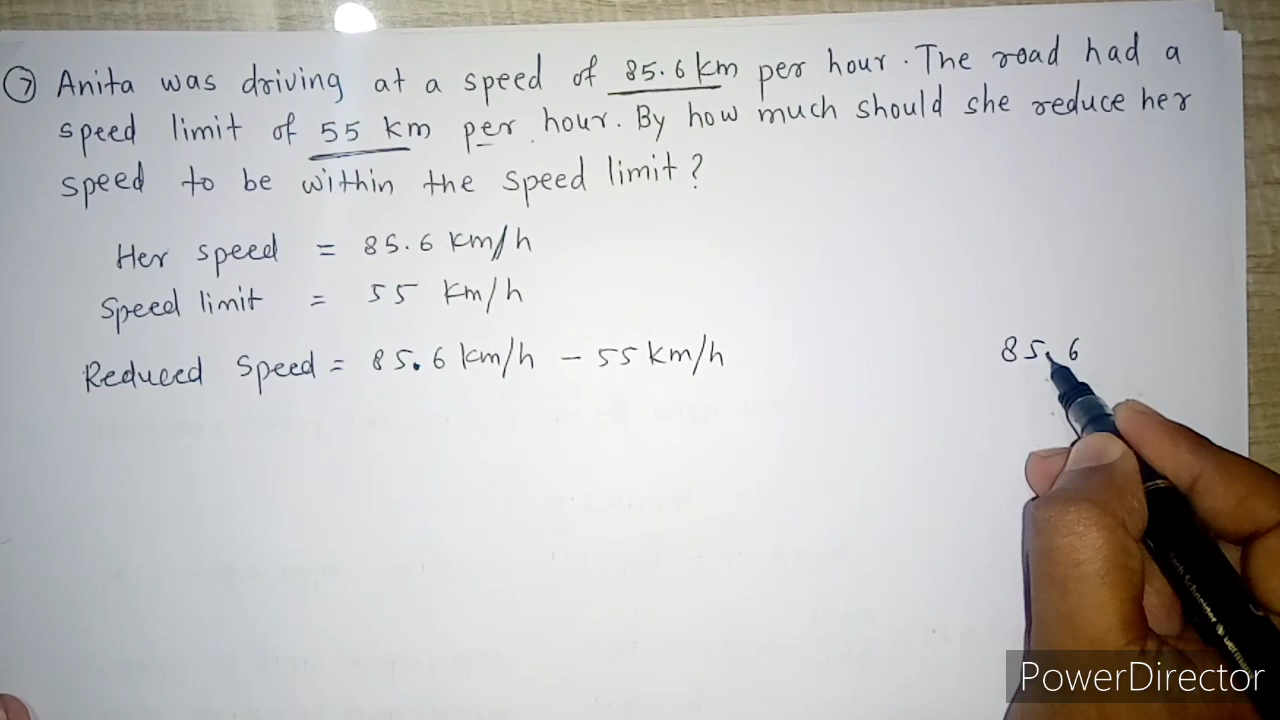 7 Anita was driving at a speed of 85.6 km per hour. The road had a
speed limit of 55 km per hour. By how much should she reduce her
speed to be within the speed limit?
Her speed = 85.6 km/h
Speed limit = 55 km/h
Reduced speed = 85.6 km/h - 55 km/h
85.6
PowerDirector